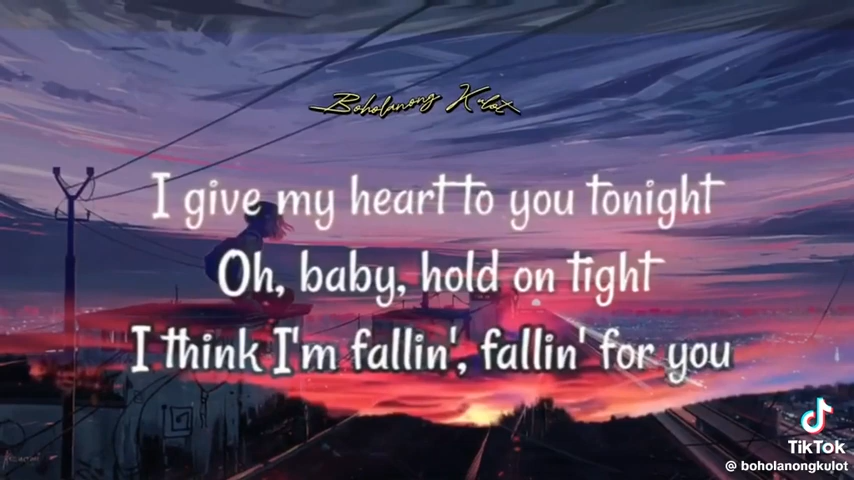 Boholanong Kulot
I give my heart to you tonight
Oh, baby, hold on tight
I think I'm fallin', fallin' for you
TikTok
@ boholanongkulot